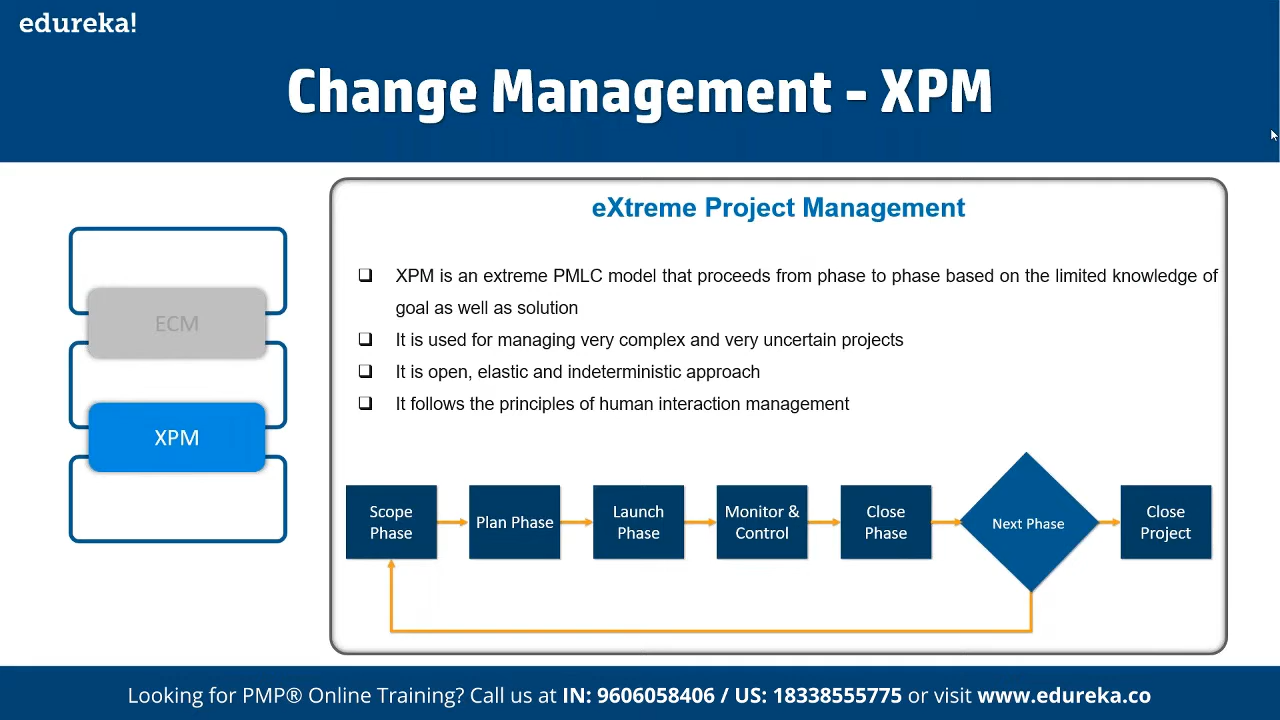 edureka!
Change Management - XPM
ECM
XPM
eXtreme Project Management
❑ XPM is an extreme PMLC model that proceeds from phase to phase based on the limited knowledge of
goal as well as solution
❑ It is used for managing very complex and very uncertain projects
❑ It is open, elastic and indeterministic approach
❑ It follows the principles of human interaction management
Scope
Phase
Plan Phase
Launch
Phase
Monitor &
Control
Close
Phase
Next Phase
Close
Project
Looking for PMP® Online Training? Call us at IN: 9606058406 / US: 18338555775 or visit www.edureka.co